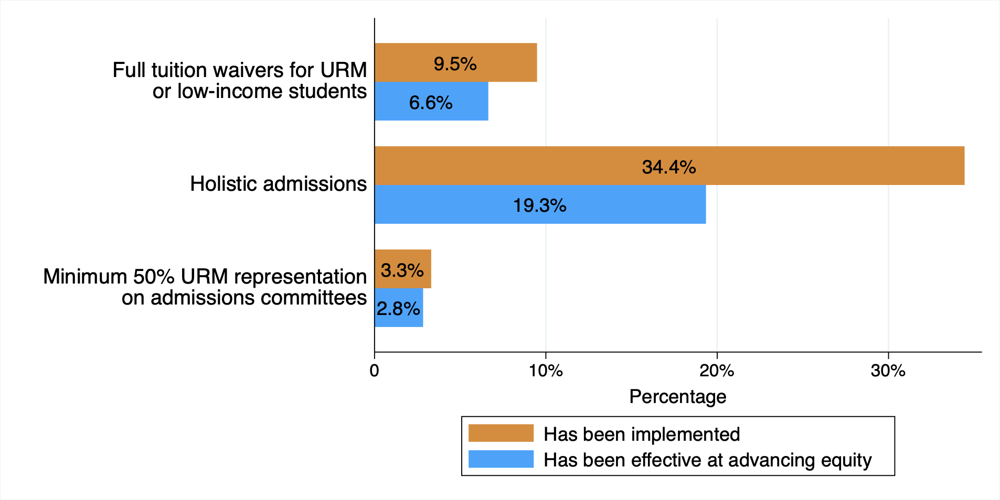 Full tuition waivers for URM
or low-income students
9.5%
6.6%
Holistic admissions
34.4%
19.3%
Minimum 50% URM representation
on admissions committees
3.3%
2.8%
0
10%
20%
30%
Percentage
Has been implemented
Has been effective at advancing equity